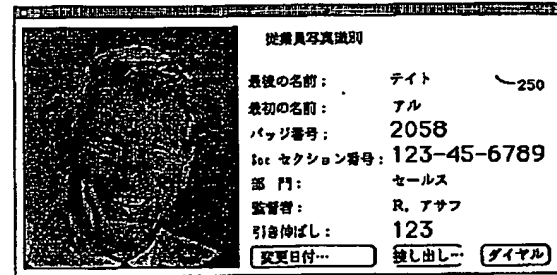 従業員写真識別
最後の名前： テイト 250
最初の名前： アル
バッジ番号： 2058
Soc セクション番号： 123-45-6789
部 門： セールス
監督者： R．アサフ
引き伸ばし： 123
変更日付… 捜し出し… ダイヤル